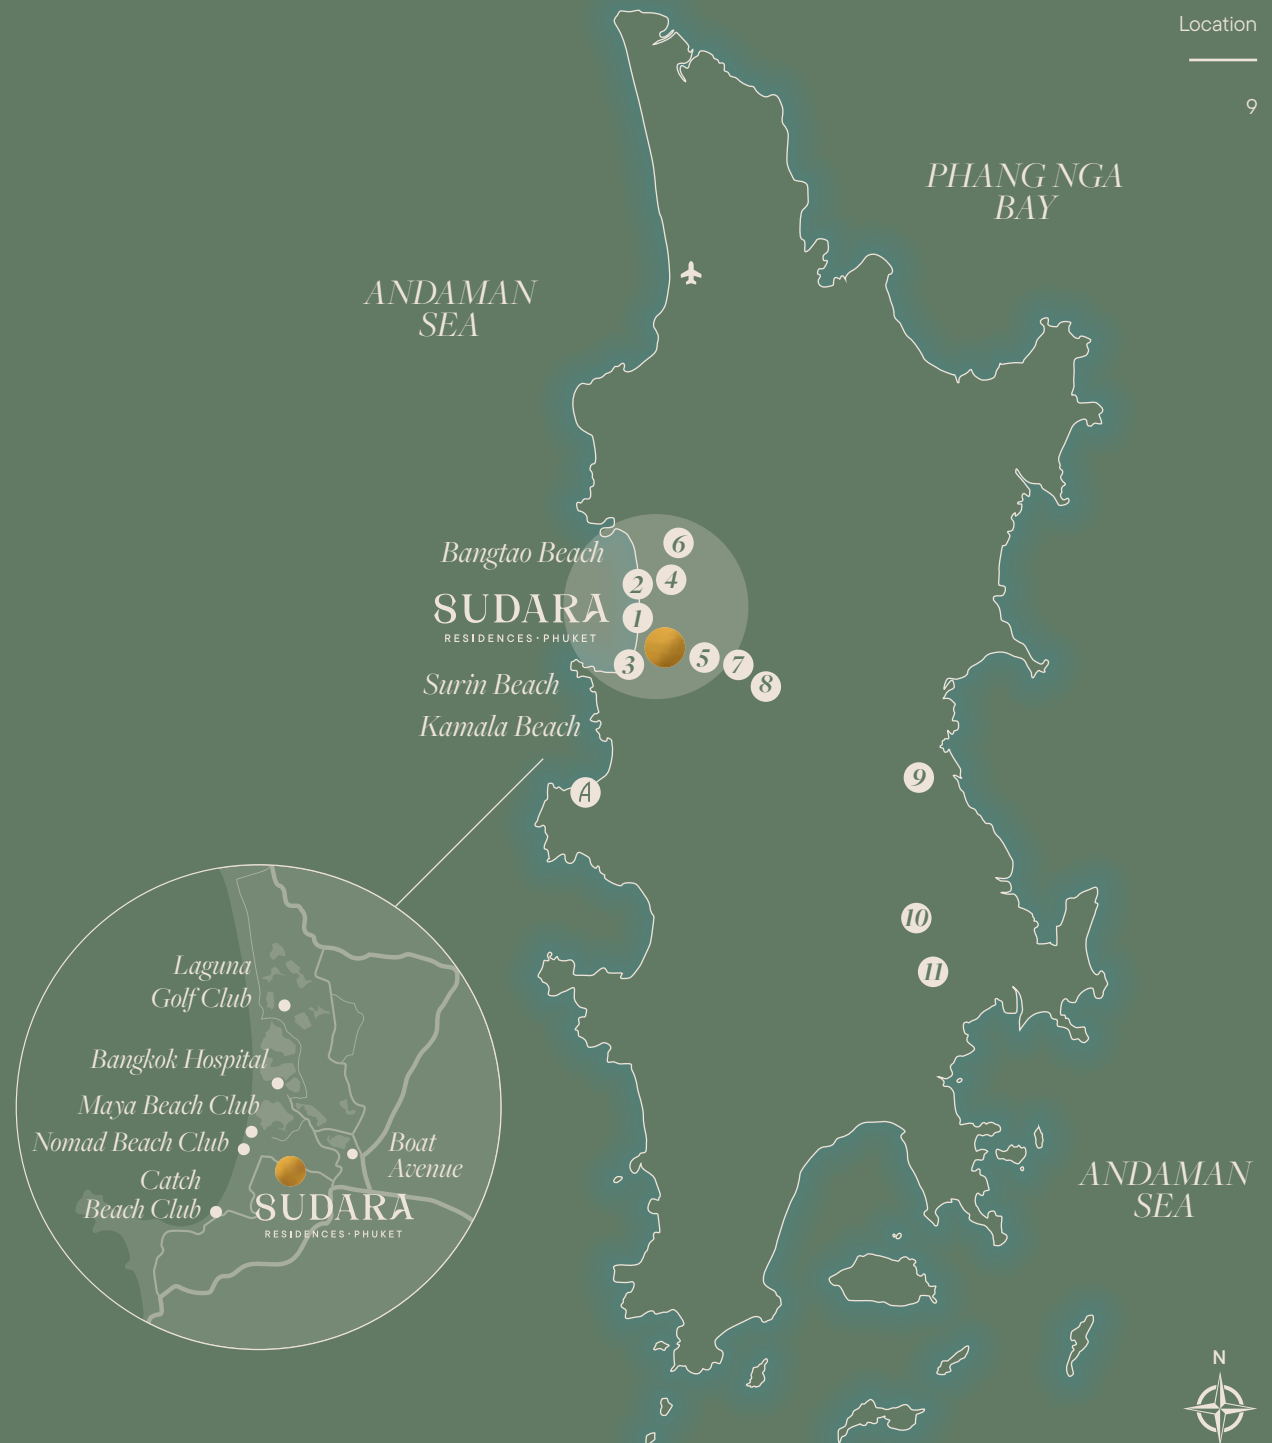 Location
9
PHANG NGA
BAY
ANDAMAN
SEA
Bangtao Beach
6
2
4
SUDARA
RESIDENCES·PHUKET
1
3
5
7
8
Surin Beach
Kamala Beach
A
9
10
11
Laguna
Golf Club
Bangkok Hospital
Maya Beach Club
Nomad Beach Club
Boat
Avenue
Catch
Beach Club
SUDARA
RESIDENCES·PHUKET
ANDAMAN
SEA
N